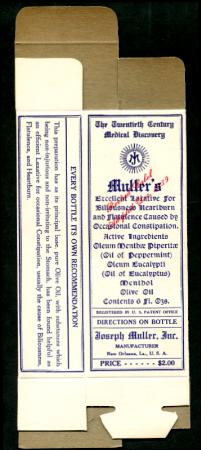 The Twentieth Century
Medical Discovery
Muller's
Excellent Laxative For
Biliousness Heartburn
and Flatulence Caused by
Occasional Constipation.
Active Ingredients
Oleum Menthæ Piperitæ
(Oil of Peppermint)
Oleum Eucalypti
(Oil of Eucalyptus)
Menthol
Olive Oil
Contents 6 Fl. Ozs.
REGISTERED IN U. S. PATENT OFFICE
DIRECTIONS ON BOTTLE
Joseph Muller, Inc.
MANUFACTURER
New Orleans, La., U. S. A.
PRICE ------ $2.00
EVERY BOTTLE ITS OWN RECOMMENDATION
This preparation has as its principal base, pure Olive Oil, with substances which
being non-injurious and non-irritating to the Stomach, has been found helpful as
an efficient Laxative for occasional Constipation, usually the cause of Biliousness,
Flatulence, and Heartburn.